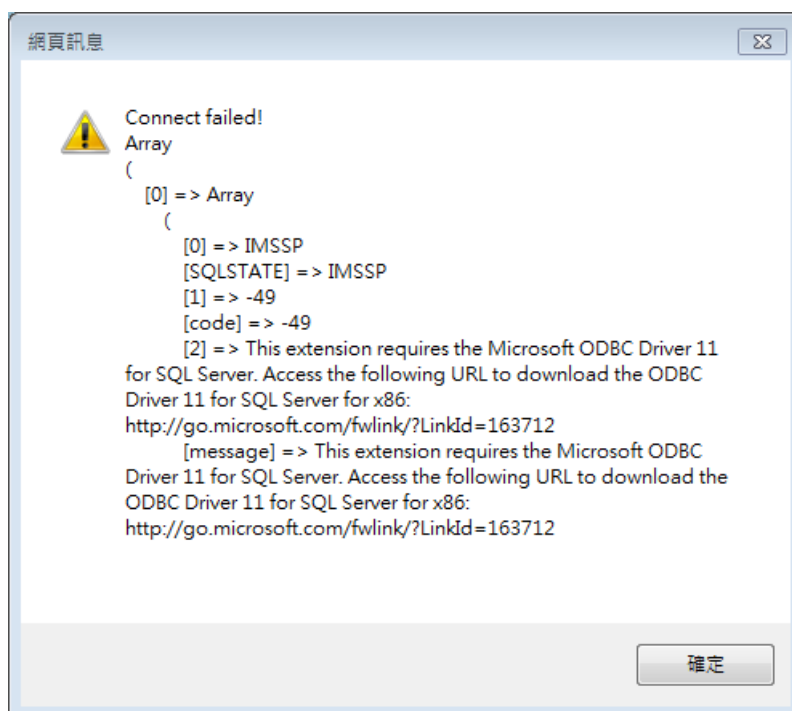 網頁訊息
Connect failed!
Array
(
[0] => Array
(
[0] => IMSSP
[SQLSTATE] => IMSSP
[1] => -49
[code] => -49
[2] => This extension requires the Microsoft ODBC Driver 11
for SQL Server. Access the following URL to download the ODBC
Driver 11 for SQL Server for x86:
http://go.microsoft.com/fwlink/?LinkId=163712
[message] => This extension requires the Microsoft ODBC
Driver 11 for SQL Server. Access the following URL to download the
ODBC Driver 11 for SQL Server for x86:
http://go.microsoft.com/fwlink/?LinkId=163712
確定